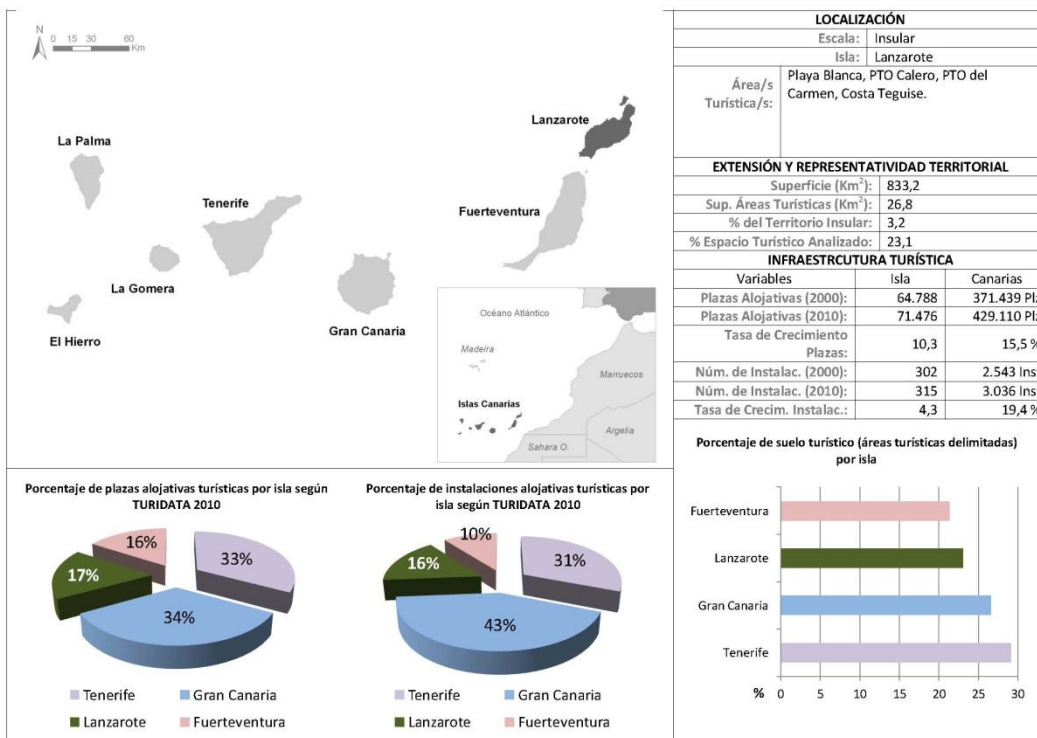 N
0 15 30 60
Km
La Palma
Tenerife
La Gomera
El Hierro
Gran Canaria
Fuerteventura
Lanzarote
Océano Atlántico
Madeira
Marruecos
Islas Canarias
Argelia
Sahara O.
LOCALIZACIÓN
Escala: Insular
Isla: Lanzarote
Área/s Turística/s:
Playa Blanca, PTO Calero, PTO del
Carmen, Costa Teguise.
EXTENSIÓN Y REPRESENTATIVIDAD TERRITORIAL
Superficie (Km²): 833,2
Sup. Áreas Turísticas (Km²): 26,8
% del Territorio Insular: 3,2
% Espacio Turístico Analizado: 23,1
INFRAESTRCUTURA TURÍSTICA
Variables Isla Canarias
Plazas Alojativas (2000): 64.788 371.439 Pla
Plazas Alojativas (2010): 71.476 429.110 Pla
Tasa de Crecimiento
Plazas: 10,3 15,5 %
Núm. de Instalac. (2000): 302 2.543 Ins
Núm. de Instalac. (2010): 315 3.036 Ins
Tasa de Crecim. Instalac.: 4,3 19,4 %
Porcentaje de plazas alojativas turísticas por isla según
TURIDATA 2010
16%
33%
17%
34%
Tenerife Gran Canaria
Lanzarote Fuerteventura
Porcentaje de instalaciones alojativas turísticas por
isla según TURIDATA 2010
10%
16%
31%
43%
Tenerife Gran Canaria
Lanzarote Fuerteventura
Porcentaje de suelo turístico (áreas turísticas delimitadas)
por isla
Fuerteventura
Lanzarote
Gran Canaria
Tenerife
% 0 5 10 15 20 25 30